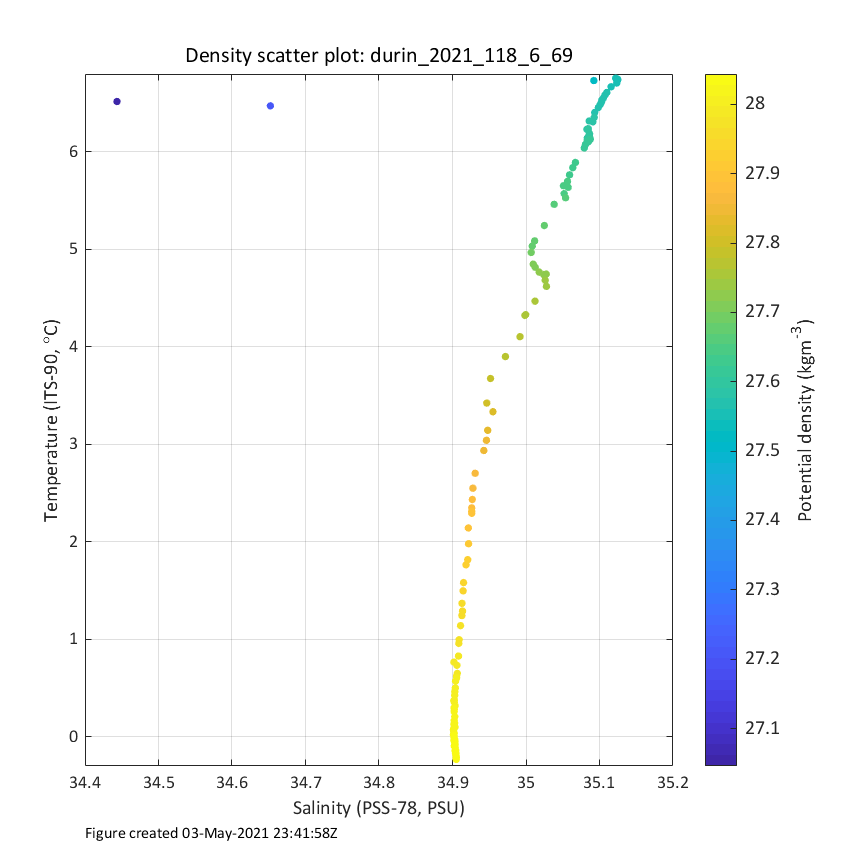 Density scatter plot: durin_2021_118_6_69
Temperature (ITS-90, °C)
6
5
4
3
2
1
0
34.4 34.5 34.6 34.7 34.8 34.9 35 35.1 35.2
Salinity (PSS-78, PSU)
28
27.9
27.8
27.7
27.6
27.5
27.4
27.3
27.2
27.1
Potential density (kgm-3)
Figure created 03-May-2021 23:41:58Z